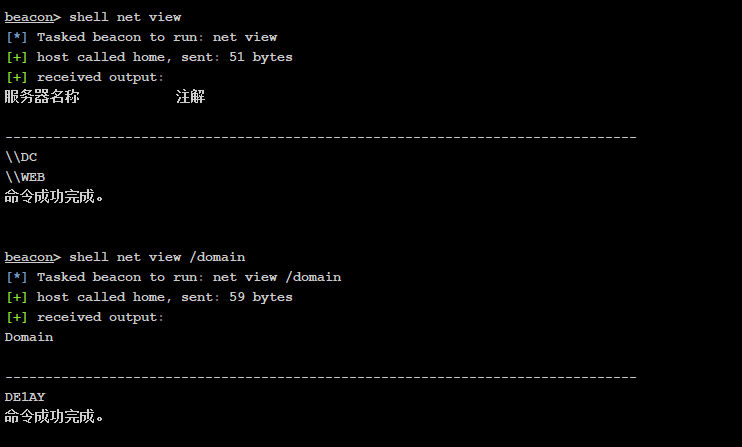 beacon> shell net view
[*] Tasked beacon to run: net view
[+] host called home, sent: 51 bytes
[+] received output:
服务器名称            注解
-------------------------------------------------------------------------------
\\DC
\\WEB
命令成功完成。
beacon> shell net view /domain
[*] Tasked beacon to run: net view /domain
[+] host called home, sent: 59 bytes
[+] received output:
Domain
-------------------------------------------------------------------------------
DE1AY
命令成功完成。